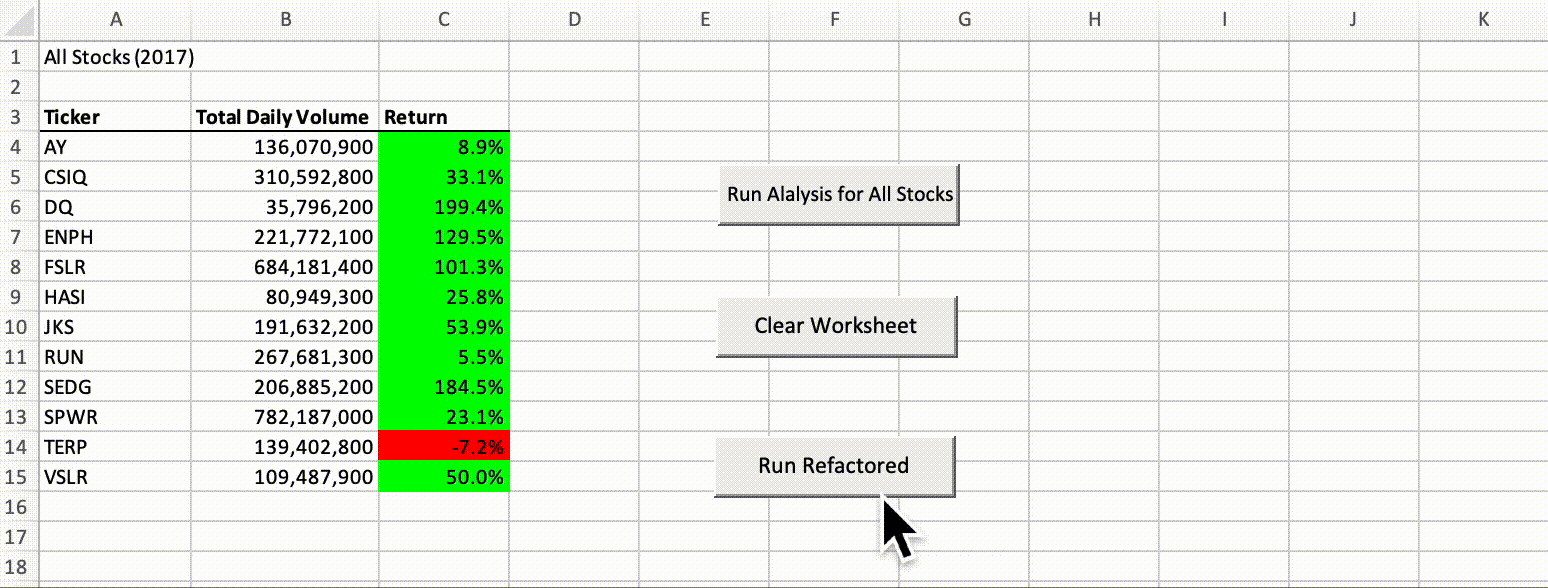 A B C D E F G H I J K
1 All Stocks (2017)
2
3 Ticker Total Daily Volume Return
4 AY 136,070,900 8.9%
5 CSIQ 310,592,800 33.1%
Run Alalysis for All Stocks
6 DQ 35,796,200 199.4%
7 ENPH 221,772,100 129.5%
8 FSLR 684,181,400 101.3%
9 HASI 80,949,300 25.8%
10 JKS 191,632,200 53.9%
Clear Worksheet
11 RUN 267,681,300 5.5%
12 SEDG 206,885,200 184.5%
13 SPWR 782,187,000 23.1%
14 TERP 139,402,800 -7.2%
Run Refactored
15 VSLR 109,487,900 50.0%
16
17
18